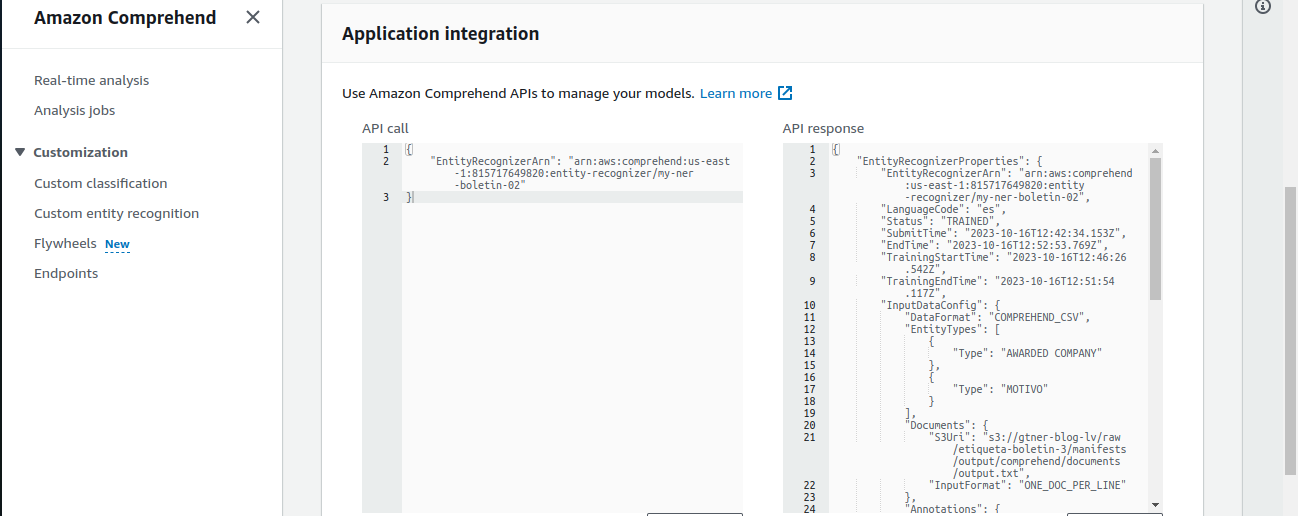 Amazon Comprehend
Real-time analysis
Analysis jobs
Customization
Custom classification
Custom entity recognition
Flywheels New
Endpoints
Application integration
Use Amazon Comprehend APIs to manage your models. Learn more
API call
1 {
2 "EntityRecognizerArn": "arn:aws:comprehend:us-east
-1:815717649820:entity-recognizer/my-ner
-boletin-02"
3 }
API response
1 {
2 "EntityRecognizerProperties": {
3 "EntityRecognizerArn": "arn:aws:comprehend
:us-east-1:815717649820:entity
-recognizer/my-ner-boletin-02",
4 "LanguageCode": "es",
5 "Status": "TRAINED",
6 "SubmitTime": "2023-10-16T12:42:34.153Z",
7 "EndTime": "2023-10-16T12:52:53.769Z",
8 "TrainingStartTime": "2023-10-16T12:46:26
.542Z",
9 "TrainingEndTime": "2023-10-16T12:51:54
.117Z",
10 "InputDataConfig": {
11 "DataFormat": "COMPREHEND_CSV",
12 "EntityTypes": [
13 {
14 "Type": "AWARDED COMPANY"
15 },
16 {
17 "Type": "MOTIVO"
18 }
19 ],
20 "Documents": {
21 "S3Uri": "s3://gtner-blog-lv/raw
/etiqueta-boletin-3/manifests
/output/comprehend/documents
/output.txt",
22 "InputFormat": "ONE_DOC_PER_LINE"
23 },
24 "Annotations": {